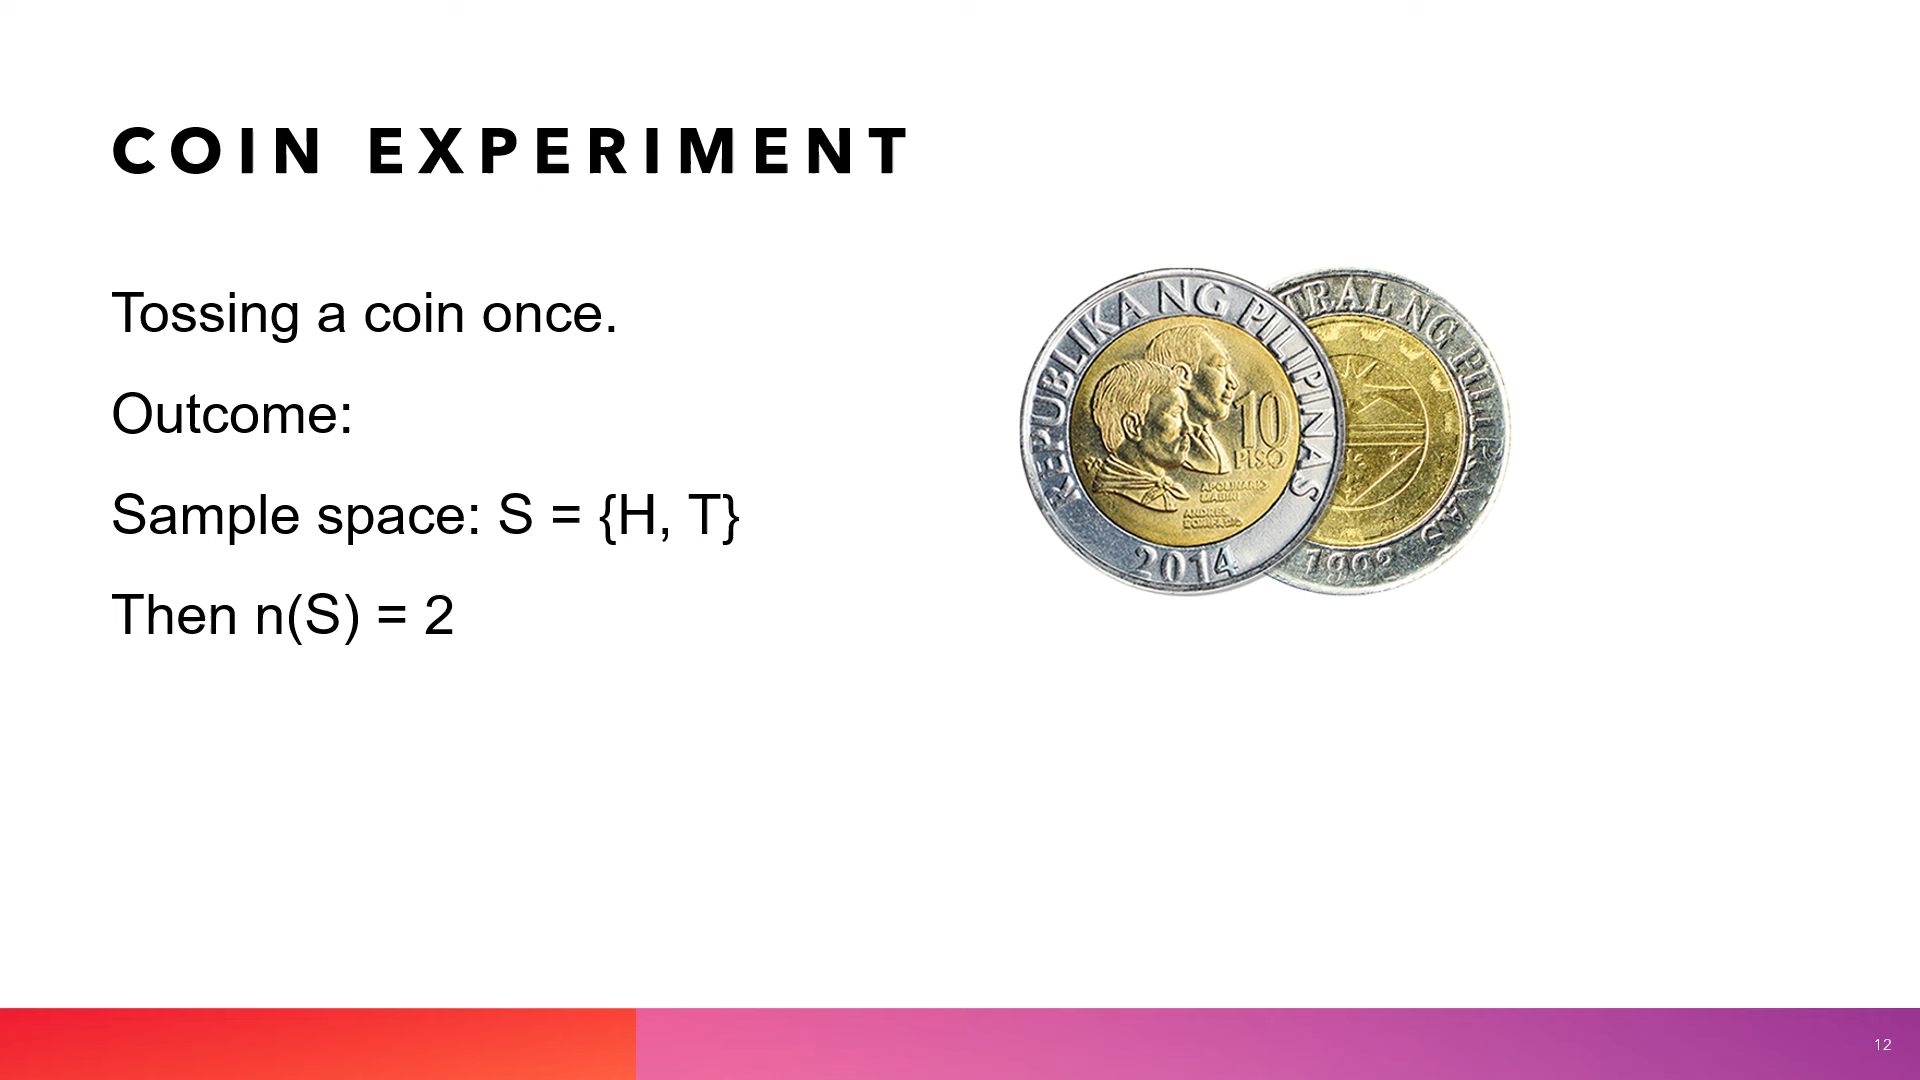 COIN EXPERIMENT
Tossing a coin once.
Outcome:
Sample space: S = {H, T}
Then n(S) = 2
REPUBLIKA NG PILIPINAS
10
PISO
APOLINARIO
MABINI
ANDRES
BONIFACIO
2014
TRAL NG PILIPINAS
1993
12